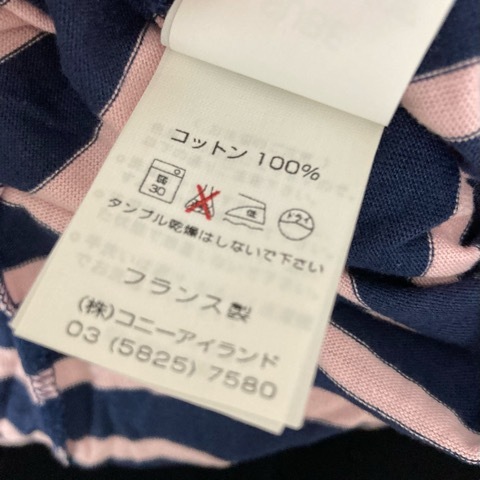 コットン 100%
弱
30
低
ドライ
タンブル乾燥はしないで下さい
フランス製
(株)コニーアイランド
03 (5825) 7580